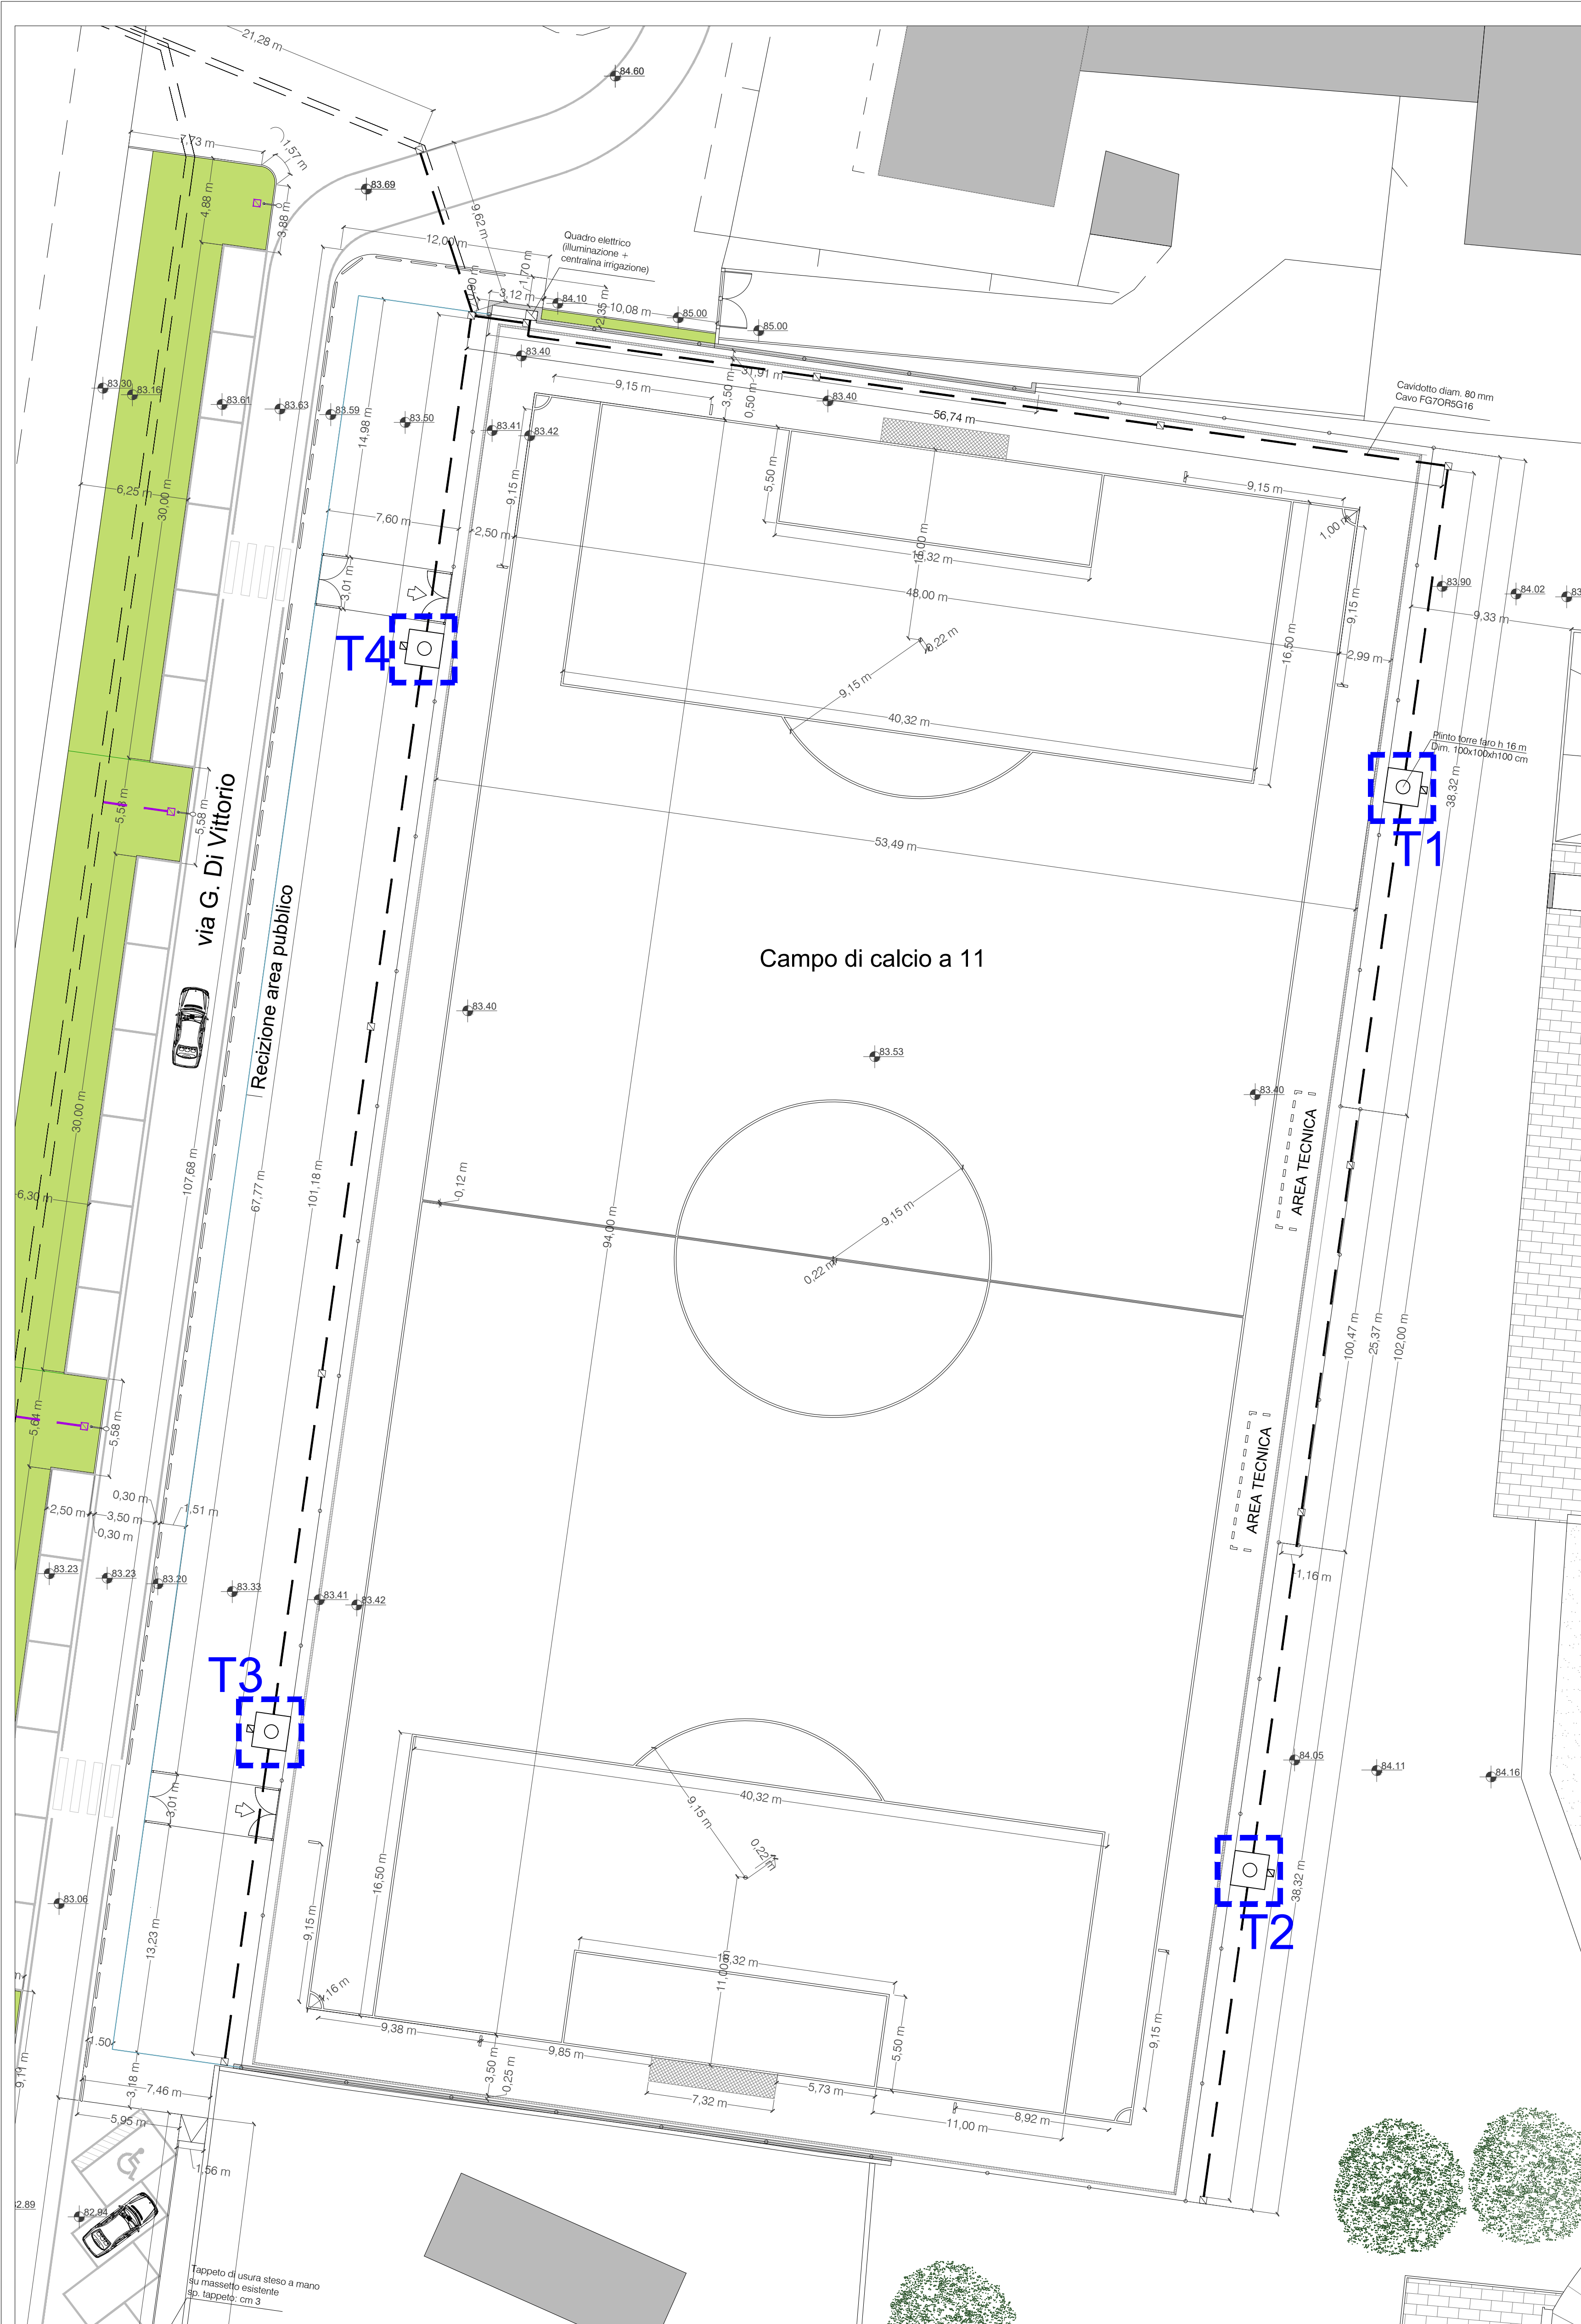 21,28 m
84.60
7,73 m
1,57 m
83.69
4,88 m
3,88 m
9,62 m
12,00 m
Quadro elettrico
(illuminazione +
centralina irrigazione)
1,70 m
3,12 m
84.10
2,35 m
10,08 m
85.00
85.00
83.40
31,91 m
3,50 m
0,50 m
9,15 m
83.40
56,74 m
Cavidotto diam. 80 mm
Cavo FG7OR5G16
83.30
83.16
83.61
83.63
83.59
83.50
83.41
83.42
14,98 m
9,15 m
5,50 m
9,15 m
1,00 m
6,25 m
30,00 m
7,60 m
2,50 m
11,00 m
18,32 m
3,01 m
48,00 m
83.90
84.02
9,15 m
9,33 m
16,50 m
2,99 m
0,22 m
T4
9,15 m
40,32 m
Plinto torre faro h 16 m
Dim. 100x100xh100 cm
38,32 m
T1
5,58 m
5,58 m
via G. Di Vittorio
53,49 m
Recizione area pubblico
Campo di calcio a 11
83.40
83.53
83.40
AREA TECNICA
30,00 m
107,68 m
67,77 m
101,18 m
0,12 m
6,30 m
94,00 m
9,15 m
0,22 m
100,47 m
25,37 m
102,00 m
5,64 m
5,58 m
AREA TECNICA
0,30 m
2,50 m
3,50 m
1,51 m
0,30 m
83.23
83.23
83.20
83.33
83.41
83.42
1,16 m
T3
84.05
84.11
84.16
3,01 m
40,32 m
9,15 m
0,22 m
16,50 m
38,32 m
83.06
13,23 m
9,15 m
T2
18,32 m
11,00 m
1,16 m
9,38 m
9,85 m
5,50 m
9,15 m
1.50
3,50 m
0,25 m
9,11 m
3,18 m
7,46 m
7,32 m
5,73 m
8,92 m
11,00 m
5,95 m
1,56 m
82.84
Tappeto di usura steso a mano
su massetto esistente
sp. tappeto: cm 3